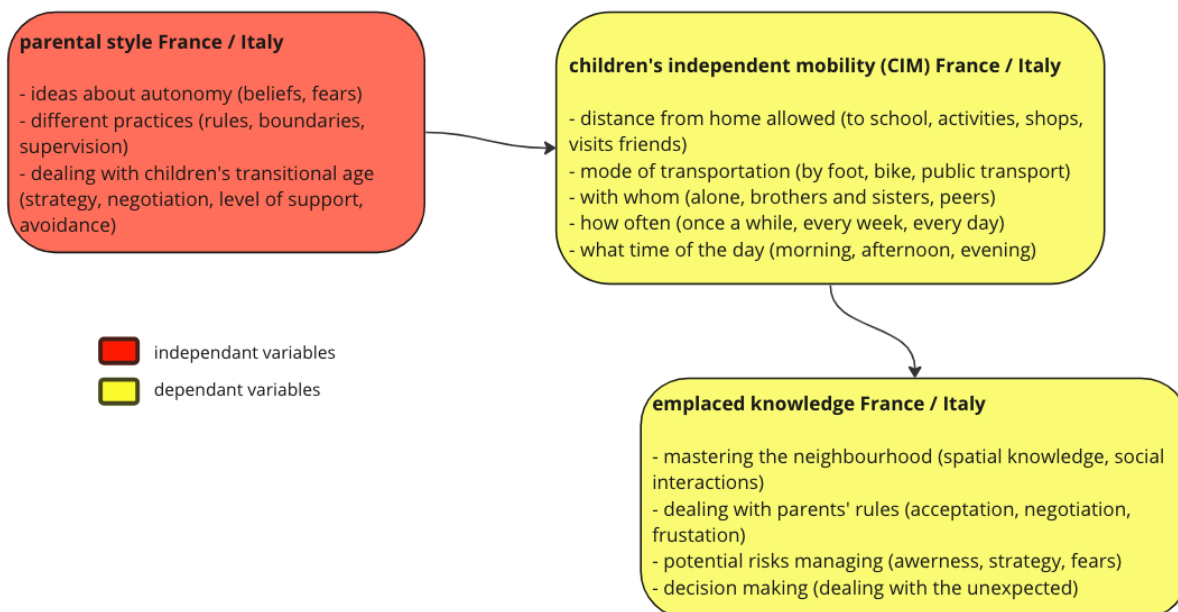 parental style France / Italy
- ideas about autonomy (beliefs, fears)
- different practices (rules, boundaries,
supervision)
- dealing with children's transitional age
(strategy, negotiation, level of support,
avoidance)
children's independent mobility (CIM) France / Italy
- distance from home allowed (to school, activities, shops,
visits friends)
- mode of transportation (by foot, bike, public transport)
- with whom (alone, brothers and sisters, peers)
- how often (once a while, every week, every day)
- what time of the day (morning, afternoon, evening)
independant variables
dependant variables
emplaced knowledge France / Italy
- mastering the neighbourhood (spatial knowledge, social
interactions)
- dealing with parents' rules (acceptation, negotiation,
frustation)
- potential risks managing (awerness, strategy, fears)
- decision making (dealing with the unexpected)